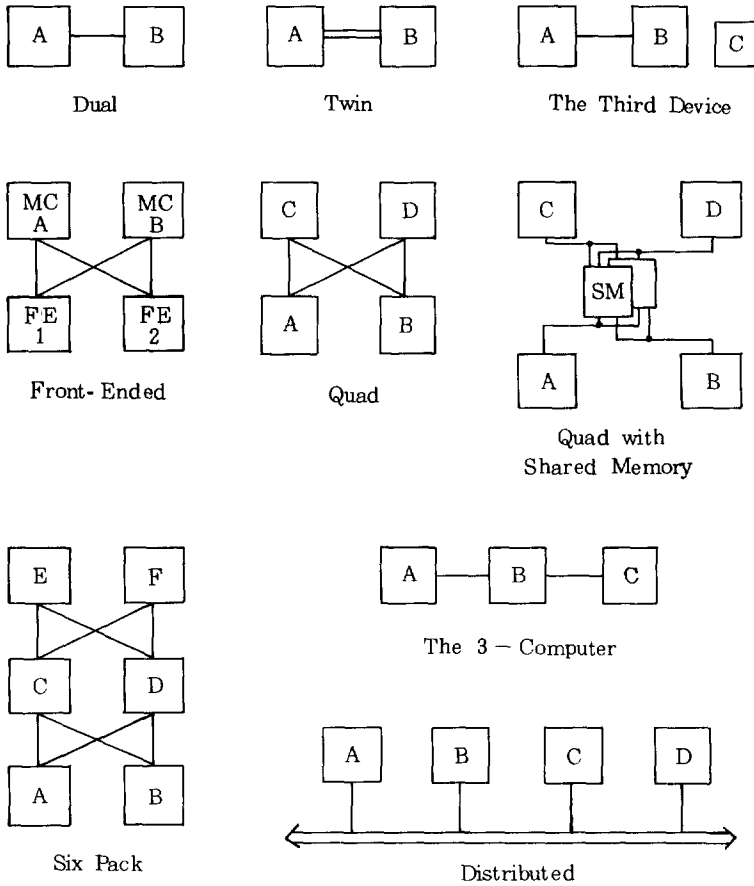 A B A B A B C
Dual Twin The Third Device
MC A MC B C D C D
SM
FE 1 FE 2 A B A B
Front-Ended Quad
Quad with
Shared Memory
E F A B C
The 3 — Computer
C D
A B C D
A B
Six Pack Distributed